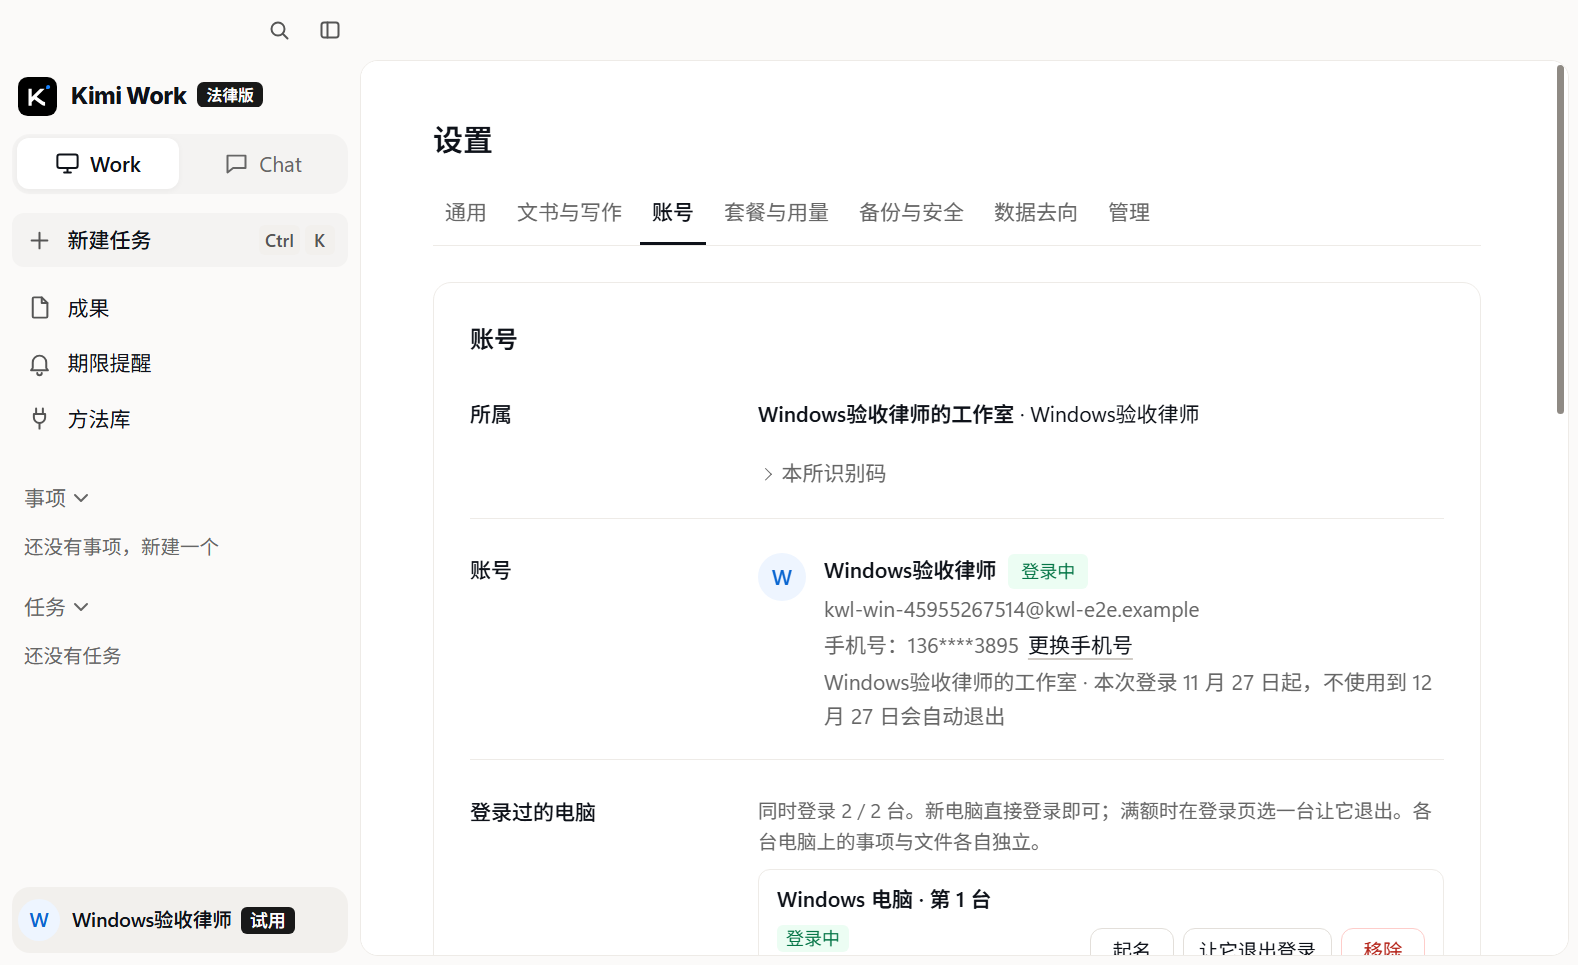 Kimi Work 法律版
Work
Chat
新建任务 Ctrl K
成果
期限提醒
方法库
事项
还没有事项，新建一个
任务
还没有任务
W Windows验收律师 试用
设置
通用 文书与写作 账号 套餐与用量 备份与安全 数据去向 管理
账号
所属
Windows验收律师的工作室 · Windows验收律师
本所识别码
账号
W
Windows验收律师 登录中
kwl-win-45955267514@kwl-e2e.example
手机号：136****3895 更换手机号
Windows验收律师的工作室 · 本次登录 11 月 27 日起，不使用到 12
月 27 日会自动退出
登录过的电脑
同时登录 2 / 2 台。新电脑直接登录即可；满额时在登录页选一台让它退出。各
台电脑上的事项与文件各自独立。
Windows 电脑 · 第 1 台
登录中
起名 让它退出登录 移除